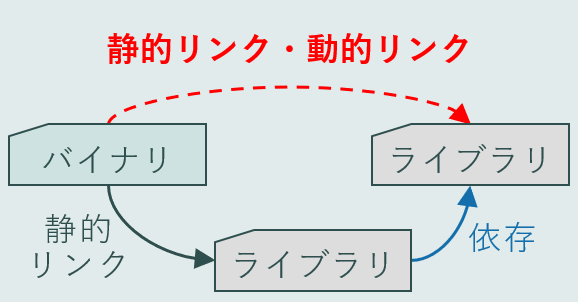 静的リンク・動的リンク
バイナリ
ライブラリ
静的
リンク
依存
ライブラリ